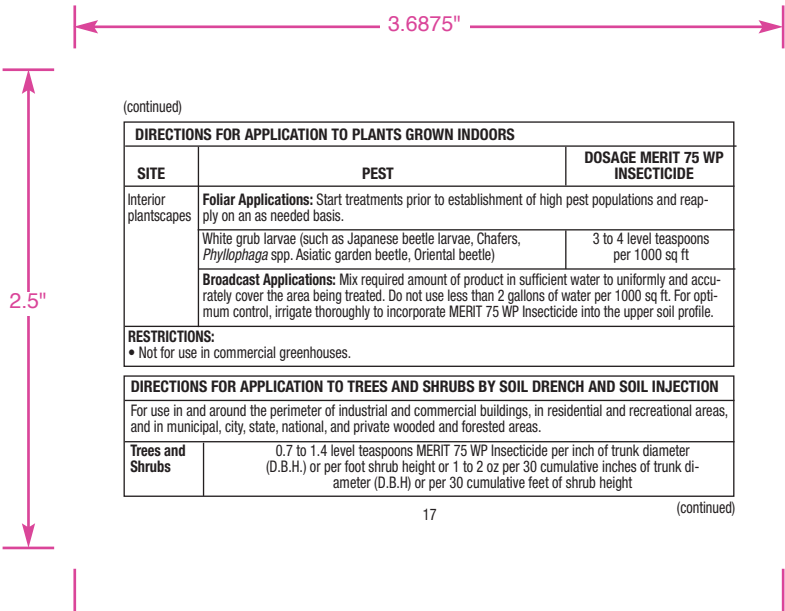 3.6875"
2.5"
(continued)
DIRECTIONS FOR APPLICATION TO PLANTS GROWN INDOORS
SITE
PEST
DOSAGE MERIT 75 WP
INSECTICIDE
Interior
plantscapes
Foliar Applications: Start treatments prior to establishment of high pest populations and reap-
ply on an as needed basis.
White grub larvae (such as Japanese beetle larvae, Chafers,
Phyllophaga spp. Asiatic garden beetle, Oriental beetle)
3 to 4 level teaspoons
per 1000 sq ft
Broadcast Applications: Mix required amount of product in sufficient water to uniformly and accu-
rately cover the area being treated. Do not use less than 2 gallons of water per 1000 sq ft. For opti-
mum control, irrigate thoroughly to incorporate MERIT 75 WP Insecticide into the upper soil profile.
RESTRICTIONS:
• Not for use in commercial greenhouses.
DIRECTIONS FOR APPLICATION TO TREES AND SHRUBS BY SOIL DRENCH AND SOIL INJECTION
For use in and around the perimeter of industrial and commercial buildings, in residential and recreational areas,
and in municipal, city, state, national, and private wooded and forested areas.
Trees and
Shrubs
0.7 to 1.4 level teaspoons MERIT 75 WP Insecticide per inch of trunk diameter
(D.B.H.) or per foot shrub height or 1 to 2 oz per 30 cumulative inches of trunk di-
ameter (D.B.H) or per 30 cumulative feet of shrub height
17
(continued)